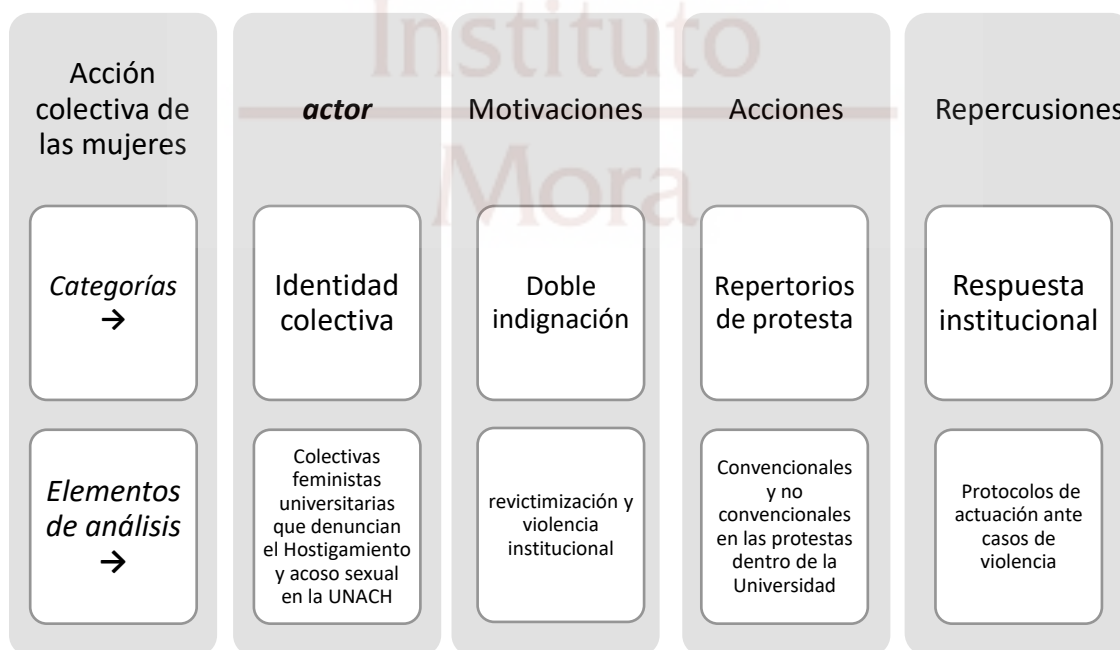 Instituto
Mora
Acción
colectiva de
las mujeres
actor
Motivaciones
Acciones
Repercusiones
Categorías
→
Identidad
colectiva
Doble
indignación
Repertorios
de protesta
Respuesta
institucional
Elementos
de análisis
→
Colectivas
feministas
universitarias
que denuncian
el Hostigamiento
y acoso sexual
en la UNACH
revictimización y
violencia
institucional
Convencionales
y no
convencionales
en las protestas
dentro de la
Universidad
Protocolos de
actuación ante
casos de
violencia